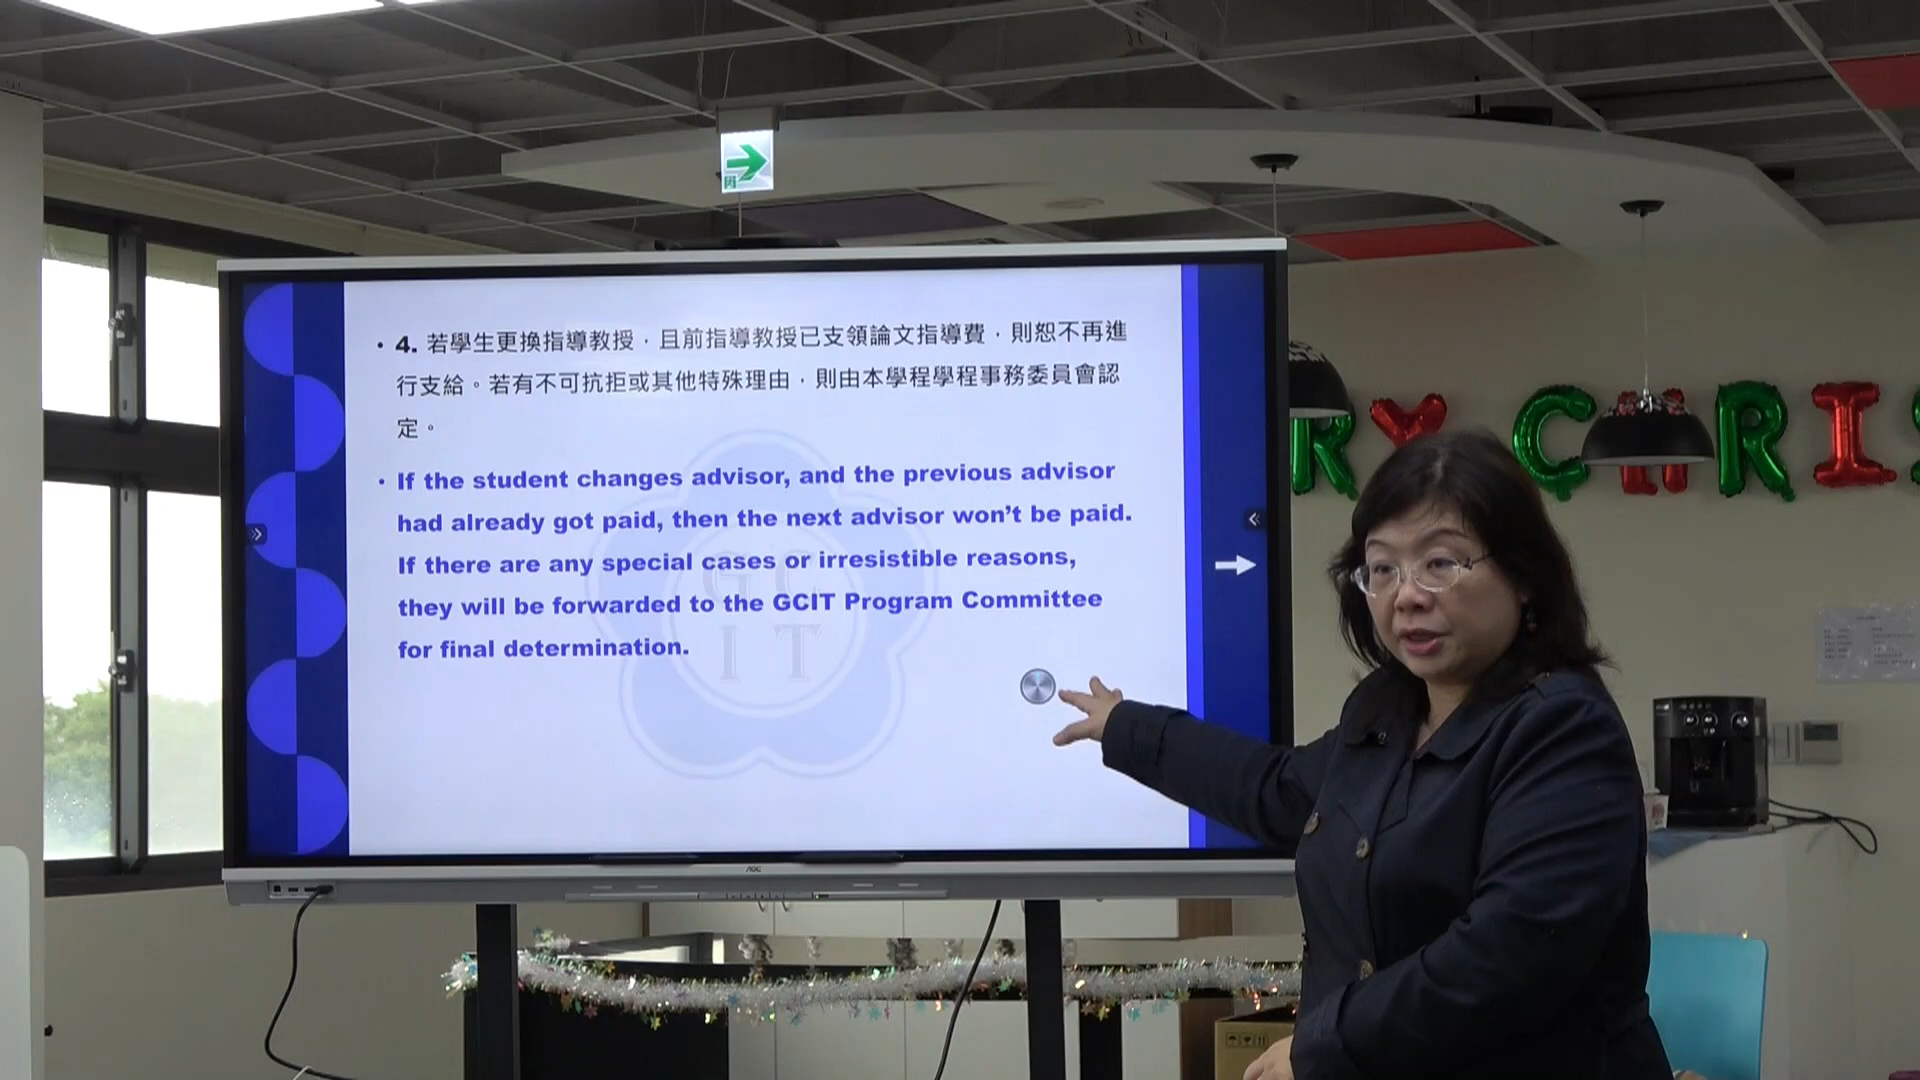 • 4. 若學生更換指導教授，且前指導教授已支領論文指導費，則恕不再進
行支給。若有不可抗拒或其他特殊理由，則由本學程學程事務委員會認
定。
• If the student changes advisor, and the previous advisor
had already got paid, then the next advisor won’t be paid.
If there are any special cases or irresistible reasons,
they will be forwarded to the GCIT Program Committee
for final determination.
GC
IT
AOC
RY CHRIS